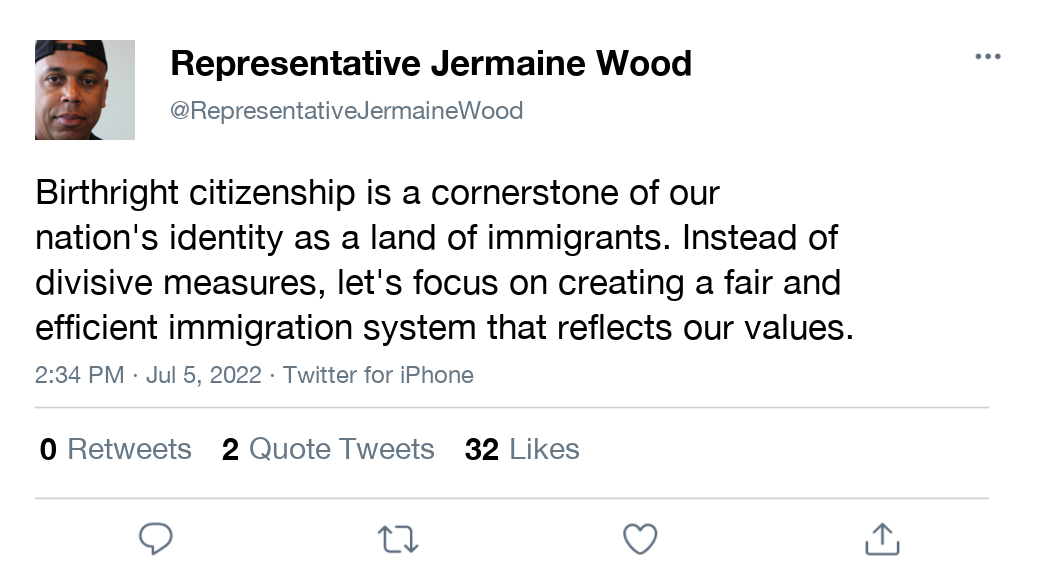 Representative Jermaine Wood
@RepresentativeJermaineWood
Birthright citizenship is a cornerstone of our
nation's identity as a land of immigrants. Instead of
divisive measures, let's focus on creating a fair and
efficient immigration system that reflects our values.
2:34 PM · Jul 5, 2022 · Twitter for iPhone
0 Retweets 2 Quote Tweets 32 Likes